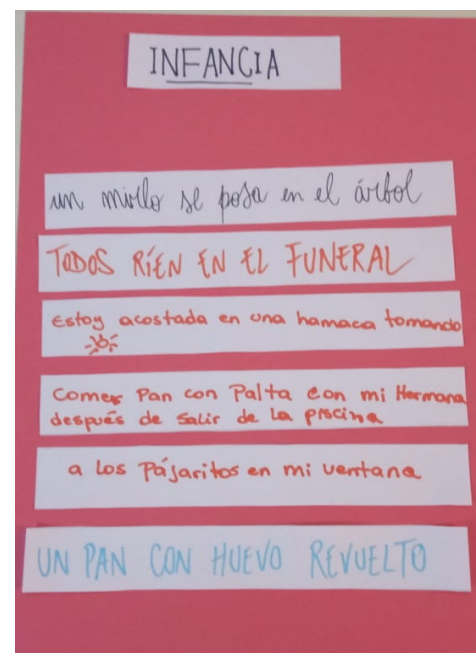 INFANCIA
un mirlo se posa en el árbol
TODOS RÍEN EN EL FUNERAL
Estoy acostada en una hamaca tomando
Comer Pan con Palta con mi Hermana
después de salir de la piscina
a los Pájaritos en mi ventana
UN PAN CON HUEVO REVUELTO